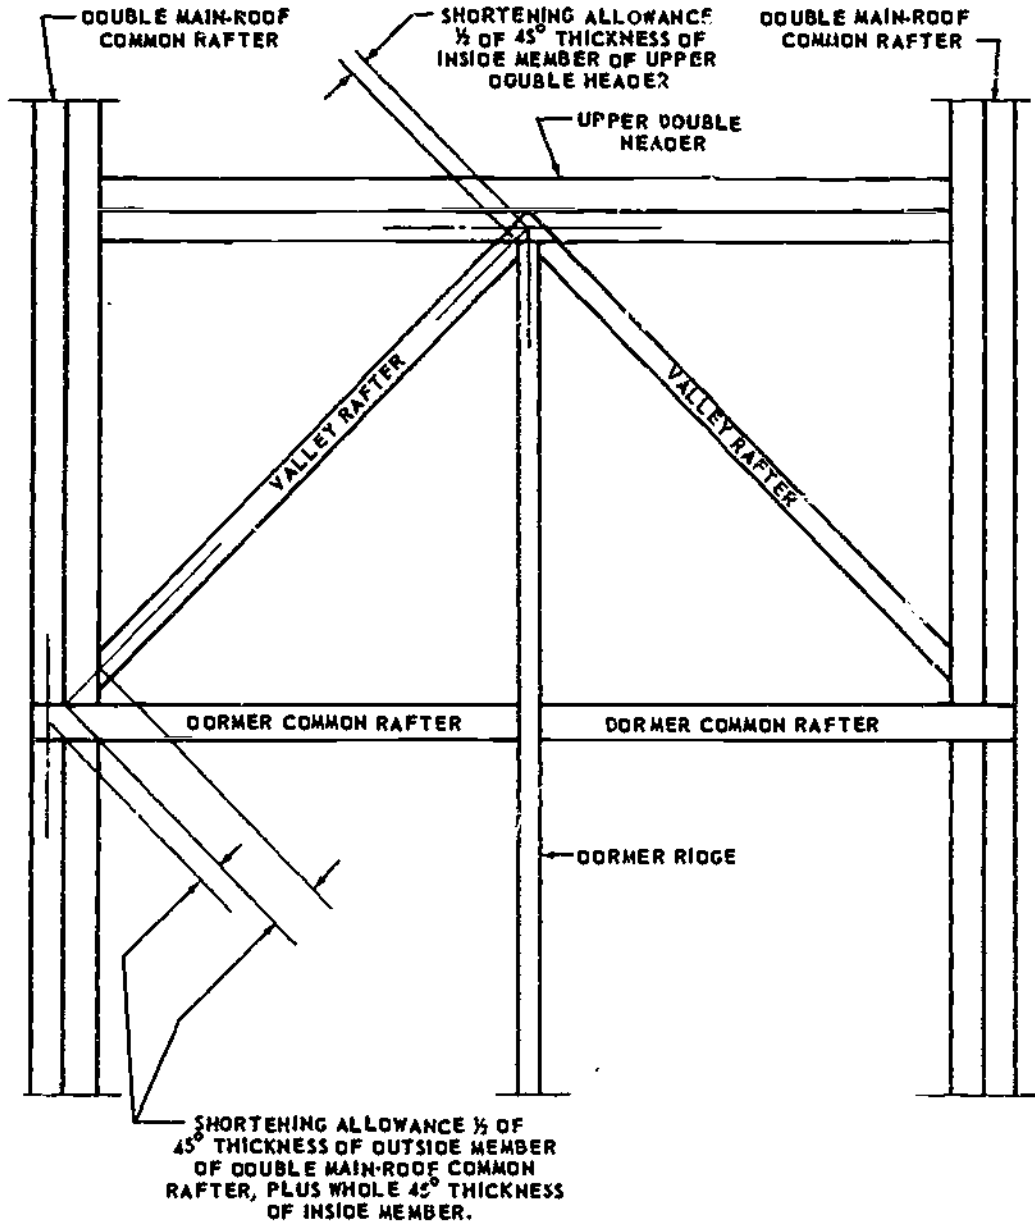 DOUBLE MAIN-ROOF
COMMON RAFTER
SHORTENING ALLOWANCE
½ OF 45° THICKNESS OF
INSIDE MEMBER OF UPPER
DOUBLE HEADER
DOUBLE MAIN-ROOF
COMMON RAFTER
UPPER DOUBLE
HEADER
VALLEY RAFTER
VALLEY RAFTER
DORMER COMMON RAFTER
DORMER COMMON RAFTER
DORMER RIDGE
SHORTENING ALLOWANCE ½ OF
45° THICKNESS OF OUTSIDE MEMBER
OF DOUBLE MAIN-ROOF COMMON
RAFTER, PLUS WHOLE 45° THICKNESS
OF INSIDE MEMBER.